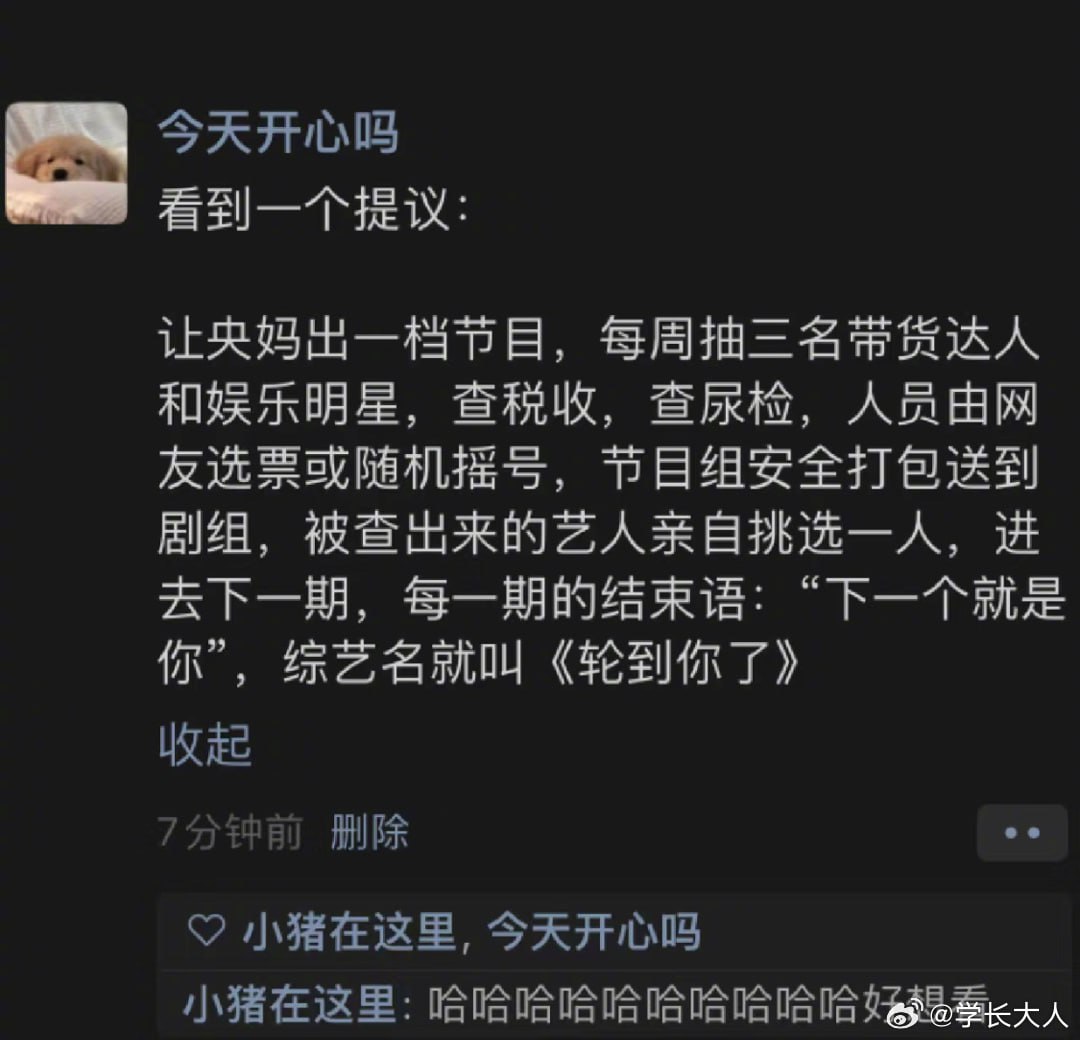 今天开心吗
看到一个提议：
让央妈出一档节目，每周抽三名带货达人
和娱乐明星，查税收，查尿检，人员由网
友选票或随机摇号，节目组安全打包送到
剧组，被查出来的艺人亲自挑选一人，进
去下一期，每一期的结束语：“下一个就是
你”，综艺名就叫《轮到你了》
收起
7分钟前 删除
小猪在这里, 今天开心吗
小猪在这里: 哈哈哈哈哈哈哈哈哈哈好想看
@学长大人